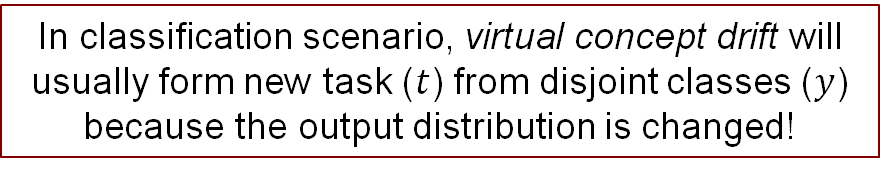 In classification scenario, virtual concept drift will
usually form new task (t) from disjoint classes (y)
because the output distribution is changed!